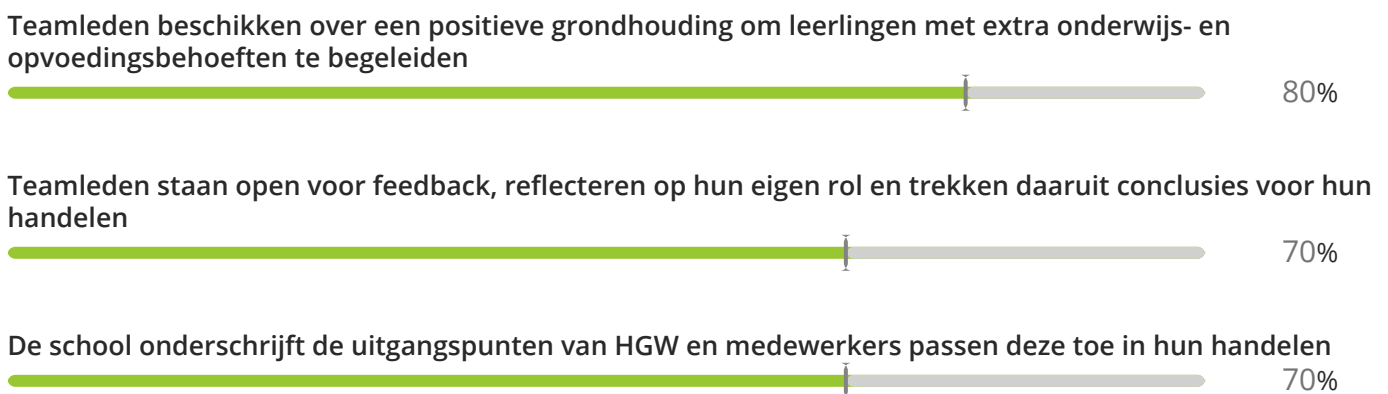 Teamleden beschikken over een positieve grondhouding om leerlingen met extra onderwijs- en
opvoedingsbehoeften te begeleiden
80%
Teamleden staan open voor feedback, reflecteren op hun eigen rol en trekken daaruit conclusies voor hun
handelen
70%
De school onderschrijft de uitgangspunten van HGW en medewerkers passen deze toe in hun handelen
70%